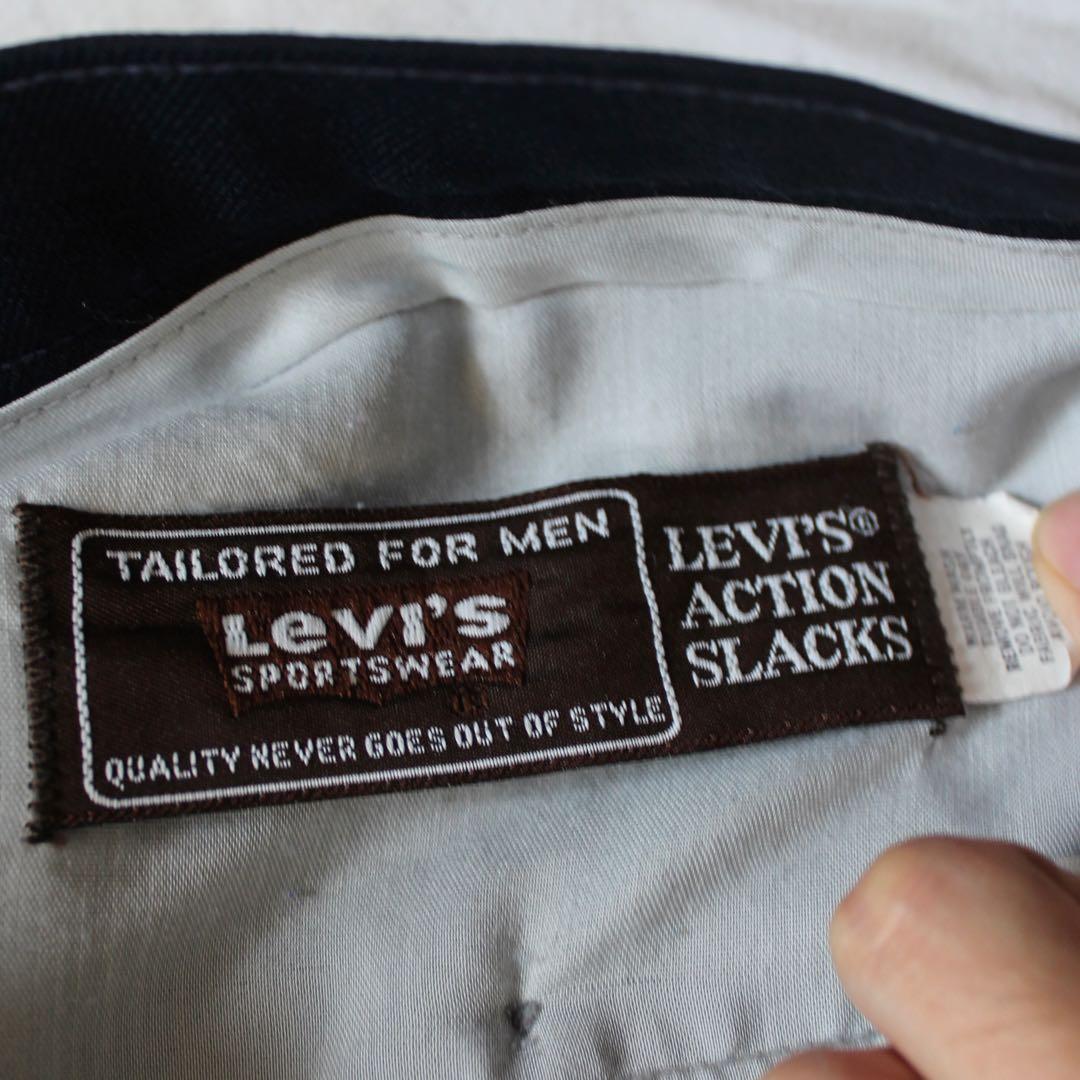 TAILORED FOR MEN
Levi's
SPORTSWEAR
QUALITY NEVER GOES OUT OF STYLE
LEVI'S®
ACTION
SLACKS